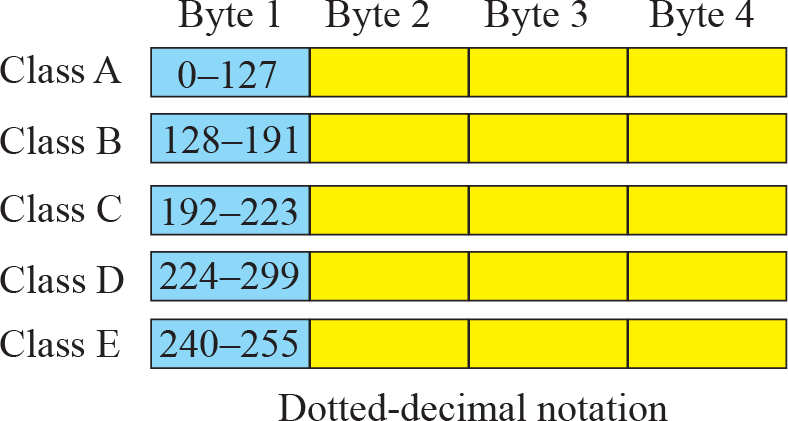 Byte 1 Byte 2 Byte 3 Byte 4
Class A 0–127
Class B 128–191
Class C 192–223
Class D 224–299
Class E 240–255
Dotted-decimal notation